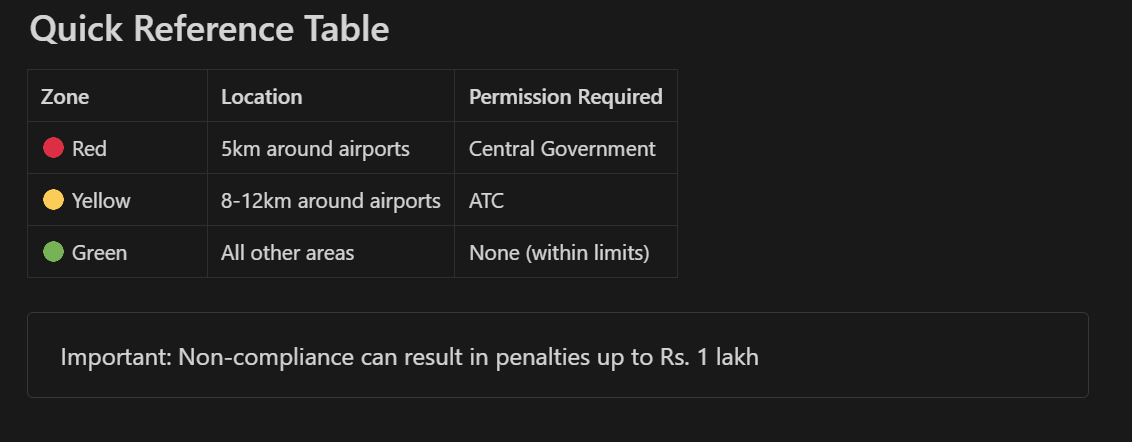 Quick Reference Table
Zone Location Permission Required
Red 5km around airports Central Government
Yellow 8-12km around airports ATC
Green All other areas None (within limits)
Important: Non-compliance can result in penalties up to Rs. 1 lakh